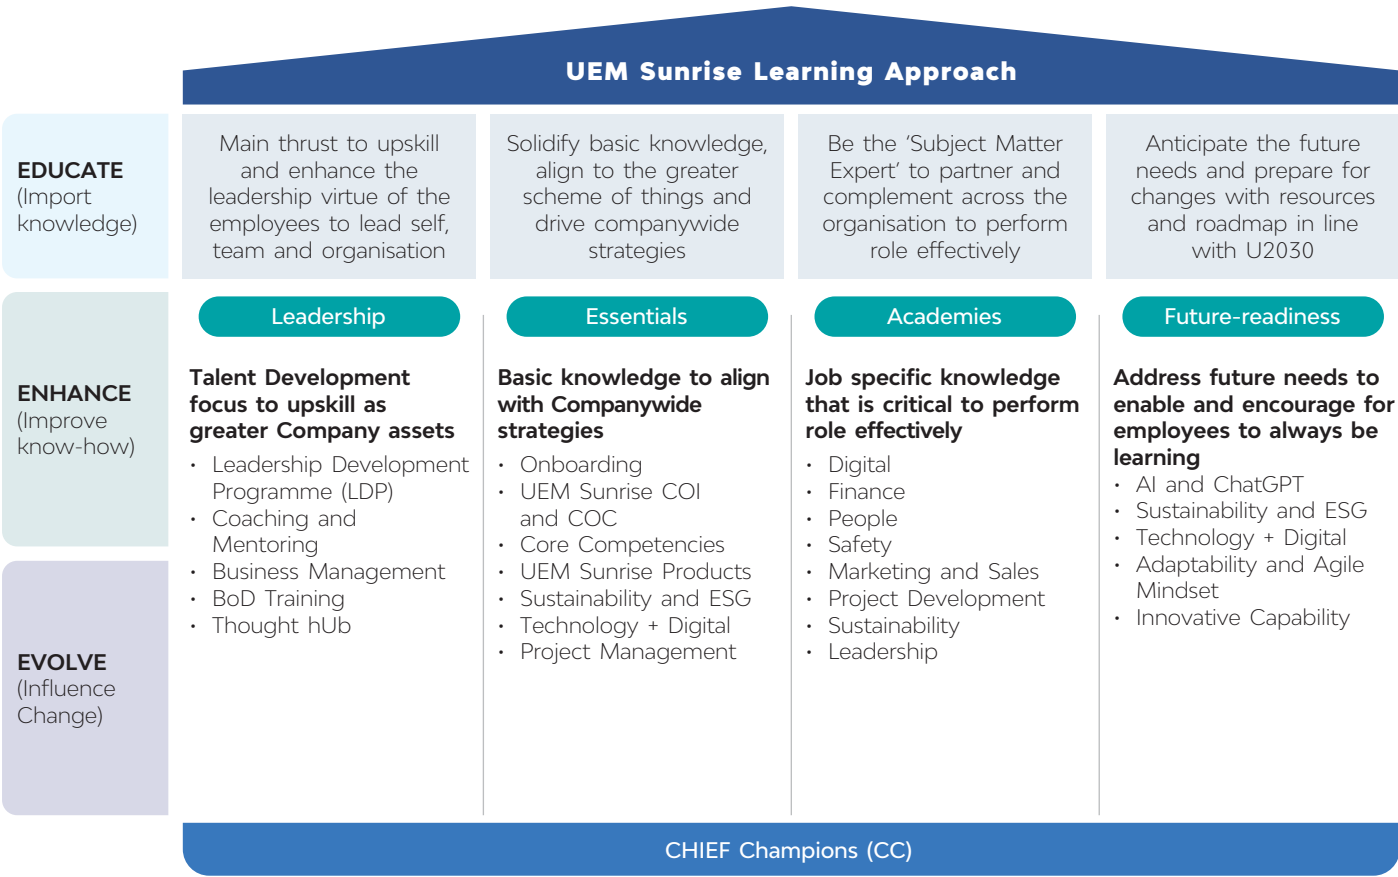 UEM Sunrise Learning Approach
EDUCATE
(Import
knowledge)
Main thrust to upskill
and enhance the
leadership virtue of the
employees to lead self,
team and organisation
Solidify basic knowledge,
align to the greater
scheme of things and
drive companywide
strategies
Be the ‘Subject Matter
Expert’ to partner and
complement across the
organisation to perform
role effectively
Anticipate the future
needs and prepare for
changes with resources
and roadmap in line
with U2030
ENHANCE
(Improve
know-how)
EVOLVE
(Influence
Change)
Leadership
Talent Development
focus to upskill as
greater Company assets
• Leadership Development
Programme (LDP)
• Coaching and
Mentoring
• Business Management
• BoD Training
• Thought hUb
Essentials
Basic knowledge to align
with Companywide
strategies
• Onboarding
• UEM Sunrise COI
and COC
• Core Competencies
• UEM Sunrise Products
• Sustainability and ESG
• Technology + Digital
• Project Management
Academies
Job specific knowledge
that is critical to perform
role effectively
• Digital
• Finance
• People
• Safety
• Marketing and Sales
• Project Development
• Sustainability
• Leadership
Future-readiness
Address future needs to
enable and encourage for
employees to always be
learning
• AI and ChatGPT
• Sustainability and ESG
• Technology + Digital
• Adaptability and Agile
Mindset
• Innovative Capability
CHIEF Champions (CC)